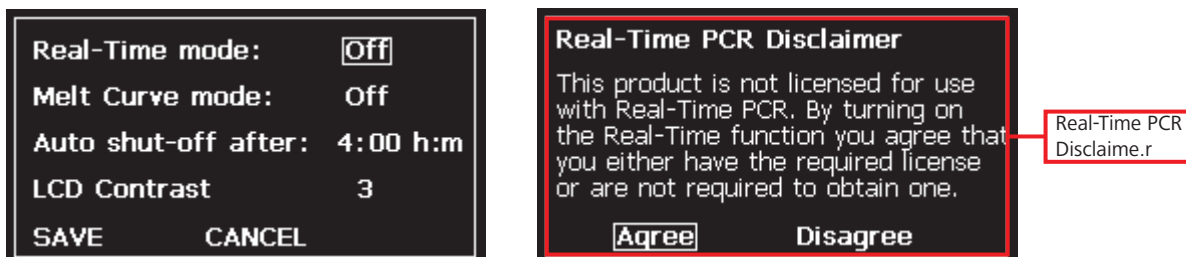 Real-Time mode: Off
Melt Curve mode: Off
Auto shut-off after: 4:00 h:m
LCD Contrast 3
SAVE CANCEL
Real-Time PCR Disclaimer
This product is not licensed for use
with Real-Time PCR. By turning on
the Real-Time function you agree that
you either have the required license
or are not required to obtain one.
Agree Disagree
Real-Time PCR
Disclaime.r